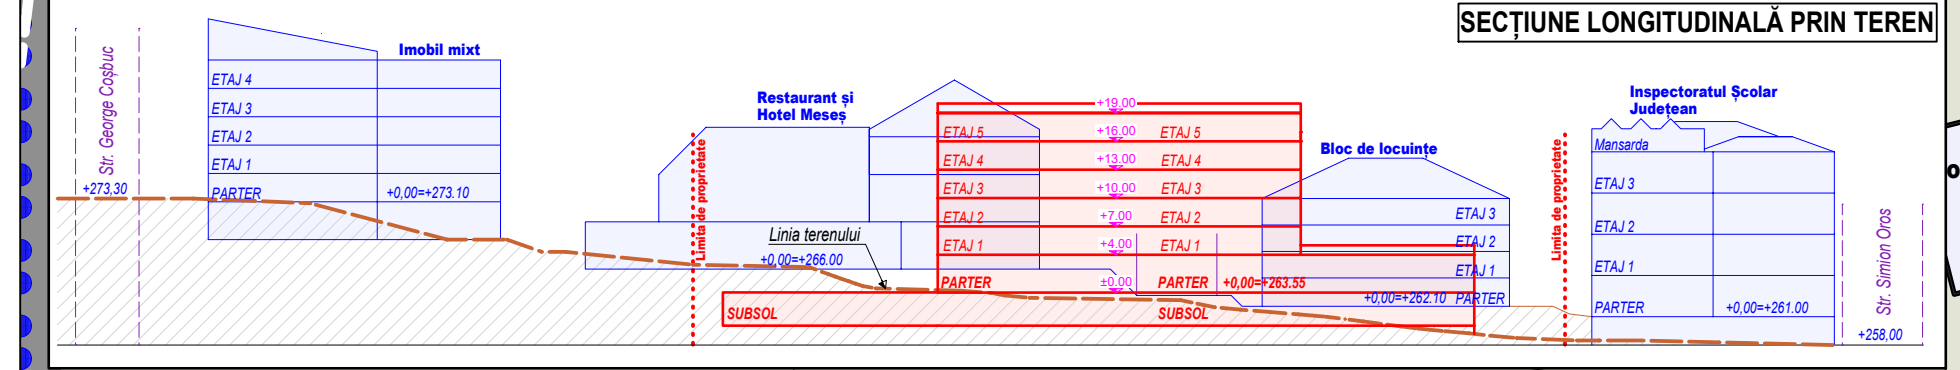 SECȚIUNE LONGITUDINALĂ PRIN TEREN
Str. George Coșbuc
+273,30
Imobil mixt
ETAJ 4
ETAJ 3
ETAJ 2
ETAJ 1
PARTER
+0,00=+273.10
Restaurant și
Hotel Meseș
Limita de proprietate
Linia terenului
+0,00=+266.00
+19,00
ETAJ 5 +16,00 ETAJ 5
ETAJ 4 +13,00 ETAJ 4
ETAJ 3 +10,00 ETAJ 3
ETAJ 2 +7,00 ETAJ 2
ETAJ 1 +4,00 ETAJ 1
PARTER ±0.00 PARTER +0,00=+263.55
SUBSOL SUBSOL
Bloc de locuințe
ETAJ 3
ETAJ 2
ETAJ 1
+0,00=+262.10 PARTER
Limita de proprietate
Inspectoratul Școlar
Județean
Mansarda
ETAJ 3
ETAJ 2
ETAJ 1
PARTER
+0,00=+261.00
Str. Simion Oros
+258,00